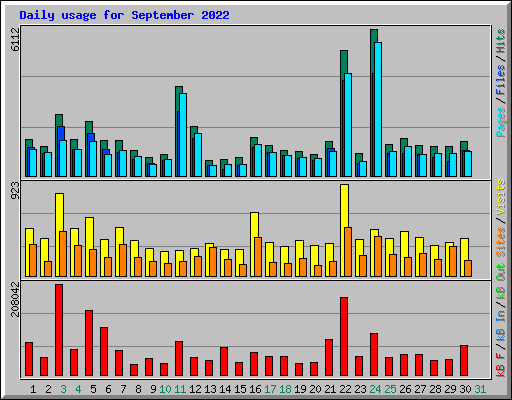 Daily usage for September 2022
6112
Pages / Files / Hits
923
Sites / Visits
208042
kB F / kB In / kB Out
1 2 3 4 5 6 7 8 9 10 11 12 13 14 15 16 17 18 19 20 21 22 23 24 25 26 27 28 29 30 31